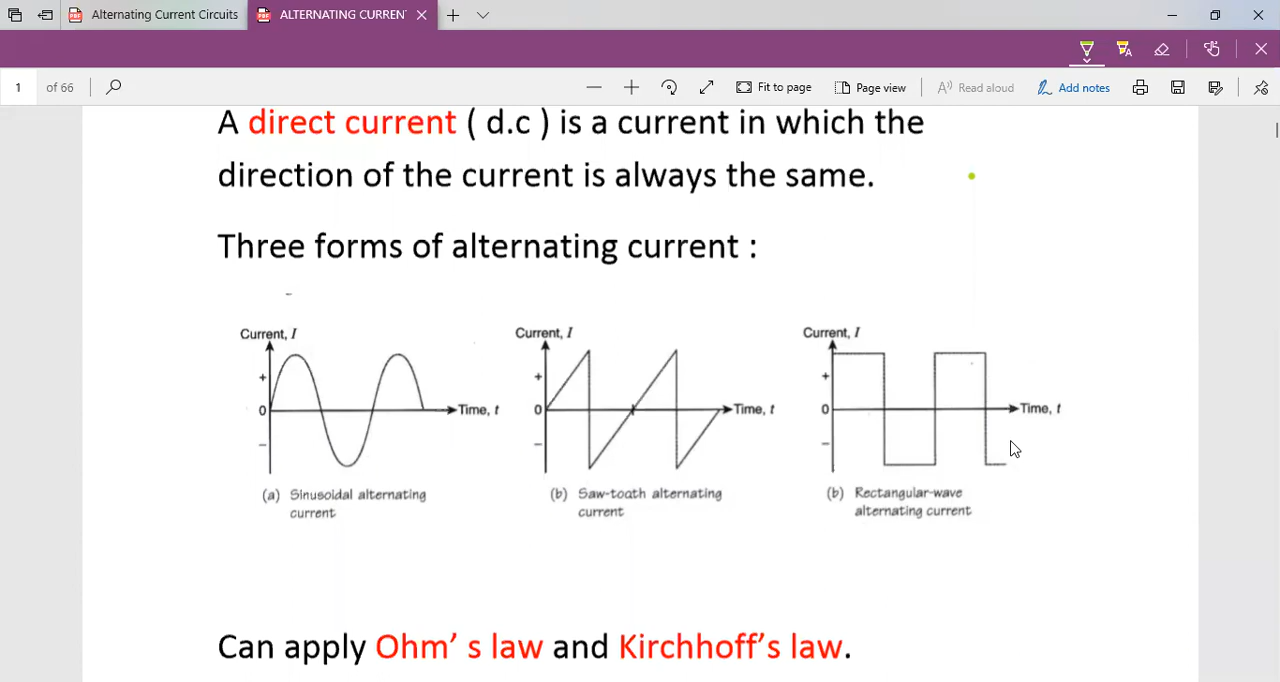 Alternating Current Circuits
ALTERNATING CURREN
1 of 66
Fit to page
Page view
Read aloud
Add notes
A direct current ( d.c ) is a current in which the
direction of the current is always the same.
Three forms of alternating current :
Current, I
+
0
−
Time, t
(a) Sinusoidal alternating
current
Current, I
+
0
−
Time, t
(b) Saw-toath alternating
current
Current, I
+
0
−
Time, t
(b) Rectangular-wave
alternating current
Can apply Ohm’ s law and Kirchhoff’s law.